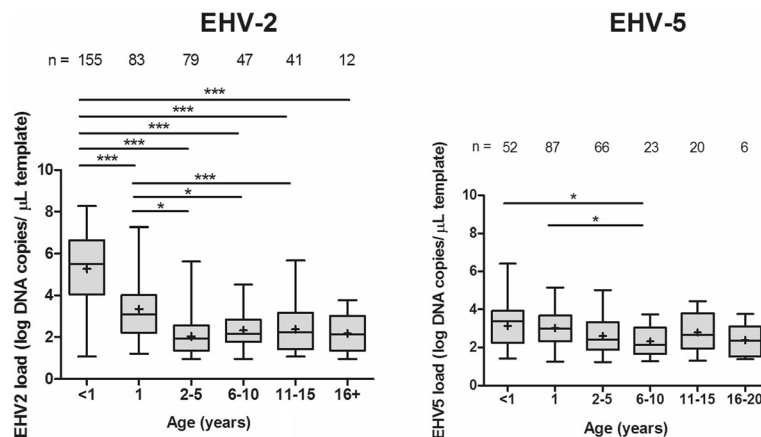 EHV-2
n = 155 83 79 47 41 12
***
***
***
***
***
***
*
*
EHV2 load (log DNA copies/ μL template)
10
8
6
4
2
0
<1 1 2-5 6-10 11-15 16+
Age (years)
EHV-5
n = 52 87 66 23 20 6
*
*
EHV5 load (log DNA copies/ μL template)
10
8
6
4
2
0
<1 1 2-5 6-10 11-15 16-20
Age (years)